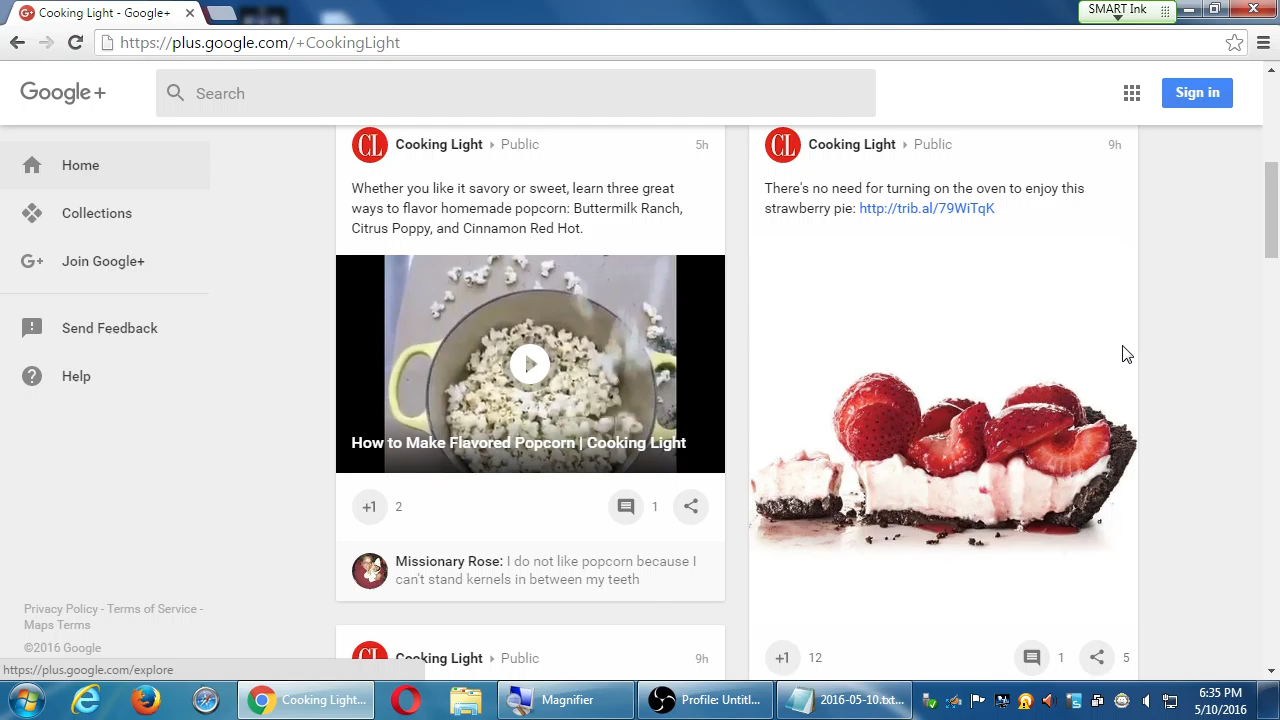 Cooking Light - Google+
SMART Ink
https://plus.google.com/+CookingLight
Google+
Search
Sign in
Home
Collections
Join Google+
Send Feedback
Help
Privacy Policy - Terms of Service -
Maps Terms
©2016 Google
https://plus.google.com/explore
CL
Cooking Light
Public
5h
Whether you like it savory or sweet, learn three great
ways to flavor homemade popcorn: Buttermilk Ranch,
Citrus Poppy, and Cinnamon Red Hot.
How to Make Flavored Popcorn | Cooking Light
+1
2
1
Missionary Rose: I do not like popcorn because I
can't stand kernels in between my teeth
CL
Cooking Light
Public
9h
CL
Cooking Light
Public
9h
There's no need for turning on the oven to enjoy this
strawberry pie: http://trib.al/79WiTqK
+1
12
1
5
Cooking Light...
Magnifier
Profile: Untitl...
2016-05-10.txt...
6:35 PM
5/10/2016